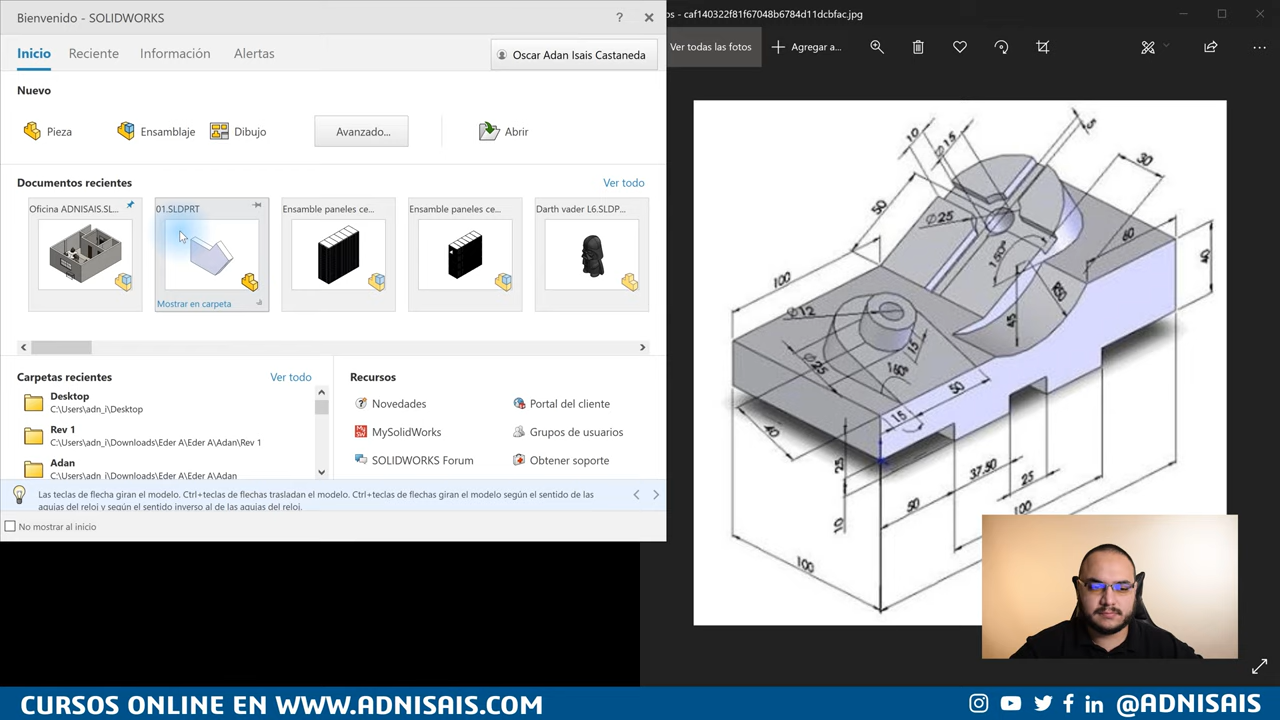 Bienvenido - SOLIDWORKS
?
os - caf140322f81f67048b6784d11dcbfac.jpg
Inicio
Reciente
Información
Alertas
Oscar Adan Isais Castaneda
Ver todas las fotos
Agregar a...
Nuevo
Pieza
Ensamblaje
Dibujo
Avanzado...
Abrir
Documentos recientes
Ver todo
Oficina ADNISAIS.SL...
01.SLDPRT
Ensamble paneles ce...
Ensamble paneles ce...
Darth vader L6.SLDP...
Mostrar en carpeta
Carpetas recientes
Ver todo
Desktop
C:\Users\adn_i\Desktop
Rev 1
C:\Users\adn_i\Downloads\Eder A\Eder A\Adan\Rev 1
Adan
C:\Users\adn_i\Downloads\Eder A\Eder A\Adan
Recursos
Novedades
Portal del cliente
MySolidWorks
Grupos de usuarios
SOLIDWORKS Forum
Obtener soporte
Las teclas de flecha giran el modelo. Ctrl+teclas de flechas trasladan el modelo. Ctrl+teclas de flechas giran el modelo según el sentido de las
agujas del reloj y según el sentido inverso al de las agujas del reloj.
No mostrar al inicio
10
Ø15
5
30
50
Ø25
150°
60
40
100
Ø12
45
R50
15
Ø25
150°
50
15
40
25
37.50
25
10
50
100
100
CURSOS ONLINE EN WWW.ADNISAIS.COM
@ADNISAIS